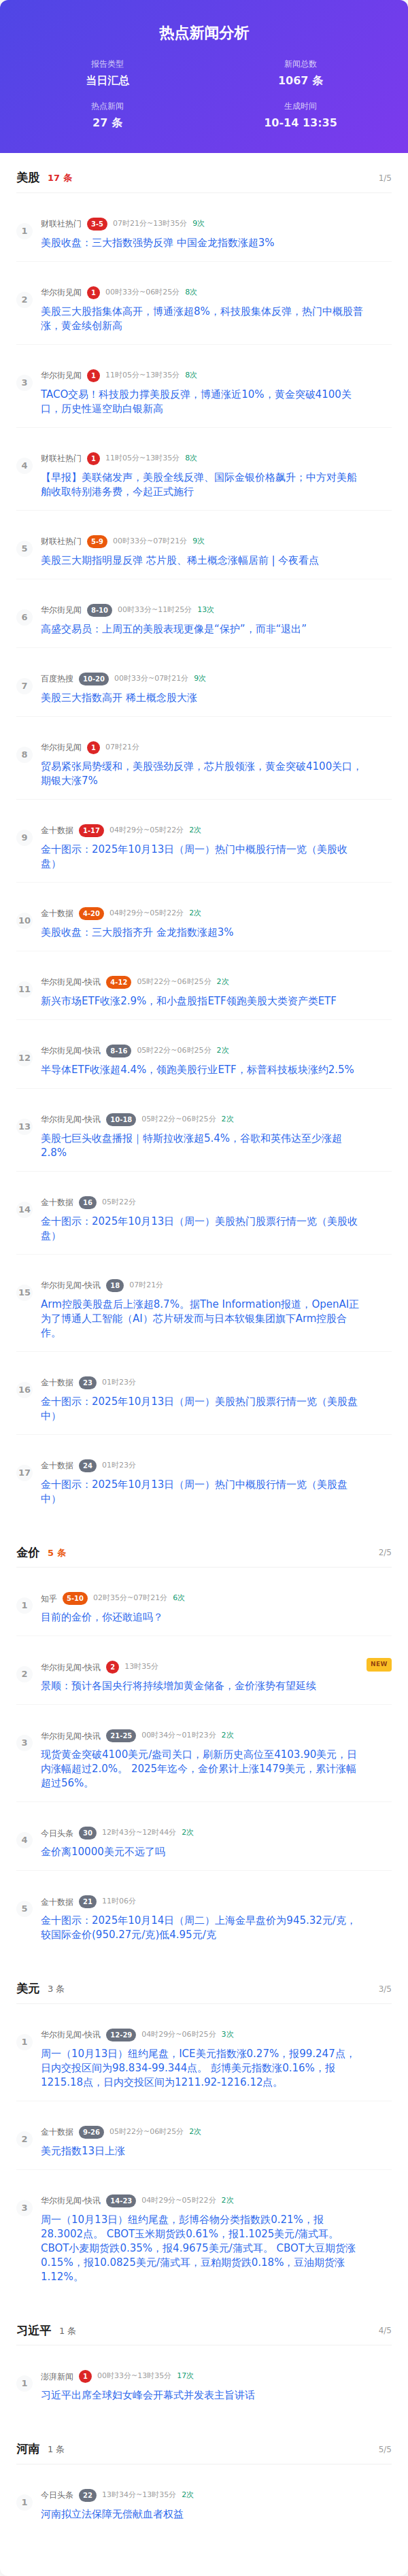 热点新闻分析
报告类型
新闻总数
当日汇总
1067 条
热点新闻
生成时间
27 条
10-14 13:35
美股 17 条 1/5
1
财联社热门 3-5 07时21分~13时35分 9次
美股收盘：三大指数强势反弹 中国金龙指数涨超3%
2
华尔街见闻 1 00时33分~06时25分 8次
美股三大股指集体高开，博通涨超8%，科技股集体反弹，热门中概股普
涨，黄金续创新高
3
华尔街见闻 1 11时05分~13时35分 8次
TACO交易！科技股力撑美股反弹，博通涨近10%，黄金突破4100关
口，历史性逼空助白银新高
4
财联社热门 1 11时05分~13时35分 8次
【早报】美联储发声，美股全线反弹、国际金银价格飙升；中方对美船
舶收取特别港务费，今起正式施行
5
财联社热门 5-9 00时33分~07时21分 9次
美股三大期指明显反弹 芯片股、稀土概念涨幅居前 | 今夜看点
6
华尔街见闻 8-10 00时33分~11时25分 13次
高盛交易员：上周五的美股表现更像是“保护”，而非“退出”
7
百度热搜 10-20 00时33分~07时21分 9次
美股三大指数高开 稀土概念股大涨
8
华尔街见闻 1 07时21分
贸易紧张局势缓和，美股强劲反弹，芯片股领涨，黄金突破4100关口，
期银大涨7%
9
金十数据 1-17 04时29分~05时22分 2次
金十图示：2025年10月13日（周一）热门中概股行情一览（美股收
盘）
10
金十数据 4-20 04时29分~05时22分 2次
美股收盘：三大股指齐升 金龙指数涨超3%
11
华尔街见闻-快讯 4-12 05时22分~06时25分 2次
新兴市场ETF收涨2.9%，和小盘股指ETF领跑美股大类资产类ETF
12
华尔街见闻-快讯 8-16 05时22分~06时25分 2次
半导体ETF收涨超4.4%，领跑美股行业ETF，标普科技板块涨约2.5%
13
华尔街见闻-快讯 10-18 05时22分~06时25分 2次
美股七巨头收盘播报｜特斯拉收涨超5.4%，谷歌和英伟达至少涨超
2.8%
14
金十数据 16 05时22分
金十图示：2025年10月13日（周一）美股热门股票行情一览（美股收
盘）
15
华尔街见闻-快讯 18 07时21分
Arm控股美股盘后上涨超8.7%。据The Information报道，OpenAI正
为了博通人工智能（AI）芯片研发而与日本软银集团旗下Arm控股合
作。
16
金十数据 23 01时23分
金十图示：2025年10月13日（周一）美股热门股票行情一览（美股盘
中）
17
金十数据 24 01时23分
金十图示：2025年10月13日（周一）热门中概股行情一览（美股盘
中）
金价 5 条 2/5
1
知乎 5-10 02时35分~07时21分 6次
目前的金价，你还敢追吗？
2
华尔街见闻-快讯 2 13时35分 NEW
景顺：预计各国央行将持续增加黄金储备，金价涨势有望延续
3
华尔街见闻-快讯 21-25 00时34分~01时23分 2次
现货黄金突破4100美元/盎司关口，刷新历史高位至4103.90美元，日
内涨幅超过2.0%。 2025年迄今，金价累计上涨1479美元，累计涨幅
超过56%。
4
今日头条 30 12时43分~12时44分 2次
金价离10000美元不远了吗
5
金十数据 21 11时06分
金十图示：2025年10月14日（周二）上海金早盘价为945.32元/克，
较国际金价(950.27元/克)低4.95元/克
美元 3 条 3/5
1
华尔街见闻-快讯 12-29 04时29分~06时25分 3次
周一（10月13日）纽约尾盘，ICE美元指数涨0.27%，报99.247点，
日内交投区间为98.834-99.344点。 彭博美元指数涨0.16%，报
1215.18点，日内交投区间为1211.92-1216.12点。
2
金十数据 9-26 05时22分~06时25分 2次
美元指数13日上涨
3
华尔街见闻-快讯 14-23 04时29分~05时22分 2次
周一（10月13日）纽约尾盘，彭博谷物分类指数跌0.21%，报
28.3002点。 CBOT玉米期货跌0.61%，报1.1025美元/蒲式耳。
CBOT小麦期货跌0.35%，报4.9675美元/蒲式耳。 CBOT大豆期货涨
0.15%，报10.0825美元/蒲式耳，豆粕期货跌0.18%，豆油期货涨
1.12%。
习近平 1 条 4/5
1
澎湃新闻 1 00时33分~13时35分 17次
习近平出席全球妇女峰会开幕式并发表主旨讲话
河南 1 条 5/5
1
今日头条 22 13时34分~13时35分 2次
河南拟立法保障无偿献血者权益